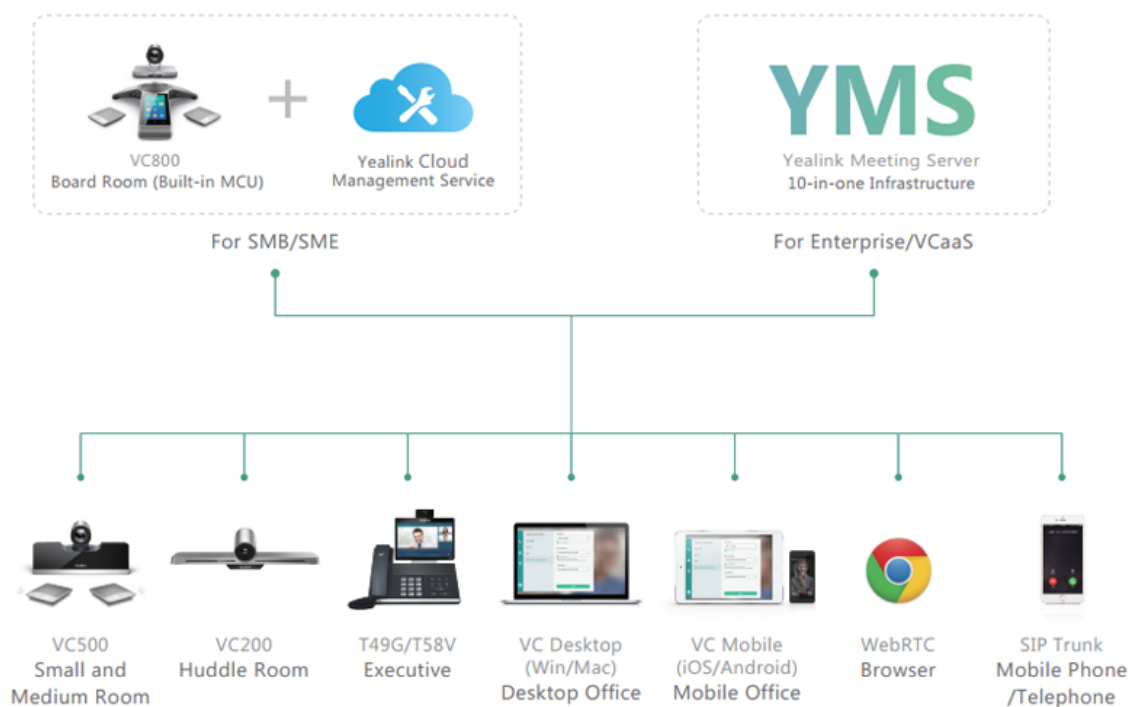 VC800
Board Room (Built-in MCU)
Yealink Cloud
Management Service
For SMB/SME
YMS
Yealink Meeting Server
10-in-one Infrastructure
For Enterprise/VCaaS
VC500
Small and
Medium Room
VC200
Huddle Room
T49G/T58V
Executive
VC Desktop
(Win/Mac)
Desktop Office
VC Mobile
(iOS/Android)
Mobile Office
WebRTC
Browser
SIP Trunk
Mobile Phone
/Telephone